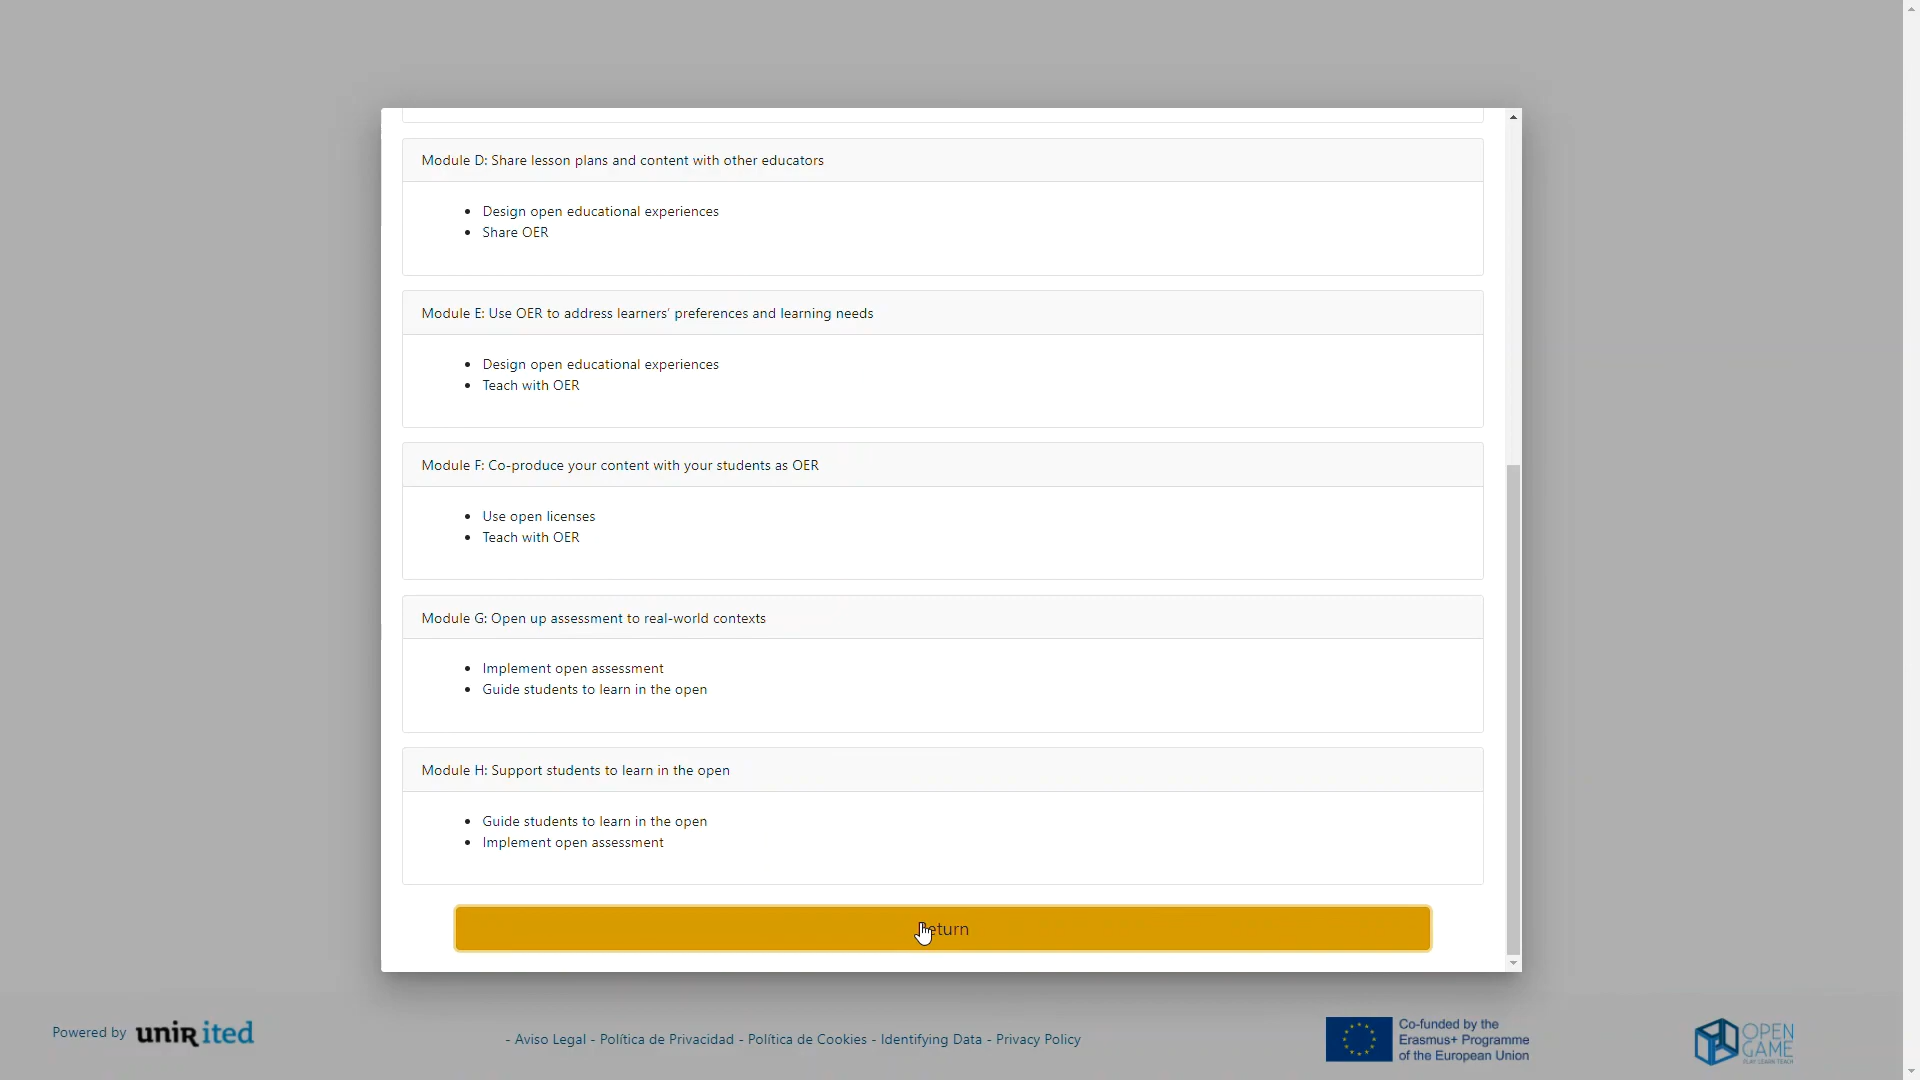 Module D: Share lesson plans and content with other educators
Design open educational experiences
Share OER
Module E: Use OER to address learners' preferences and learning needs
Design open educational experiences
Teach with OER
Module F: Co-produce your content with your students as OER
Use open licenses
Teach with OER
Module G: Open up assessment to real-world contexts
Implement open assessment
Guide students to learn in the open
Module H: Support students to learn in the open
Guide students to learn in the open
Implement open assessment
Return
Powered by unir ited
- Aviso Legal - Política de Privacidad - Política de Cookies - Identifying Data - Privacy Policy
Co-funded by the
Erasmus+ Programme
of the European Union
OPEN
GAME
PLAY LEARN TEACH